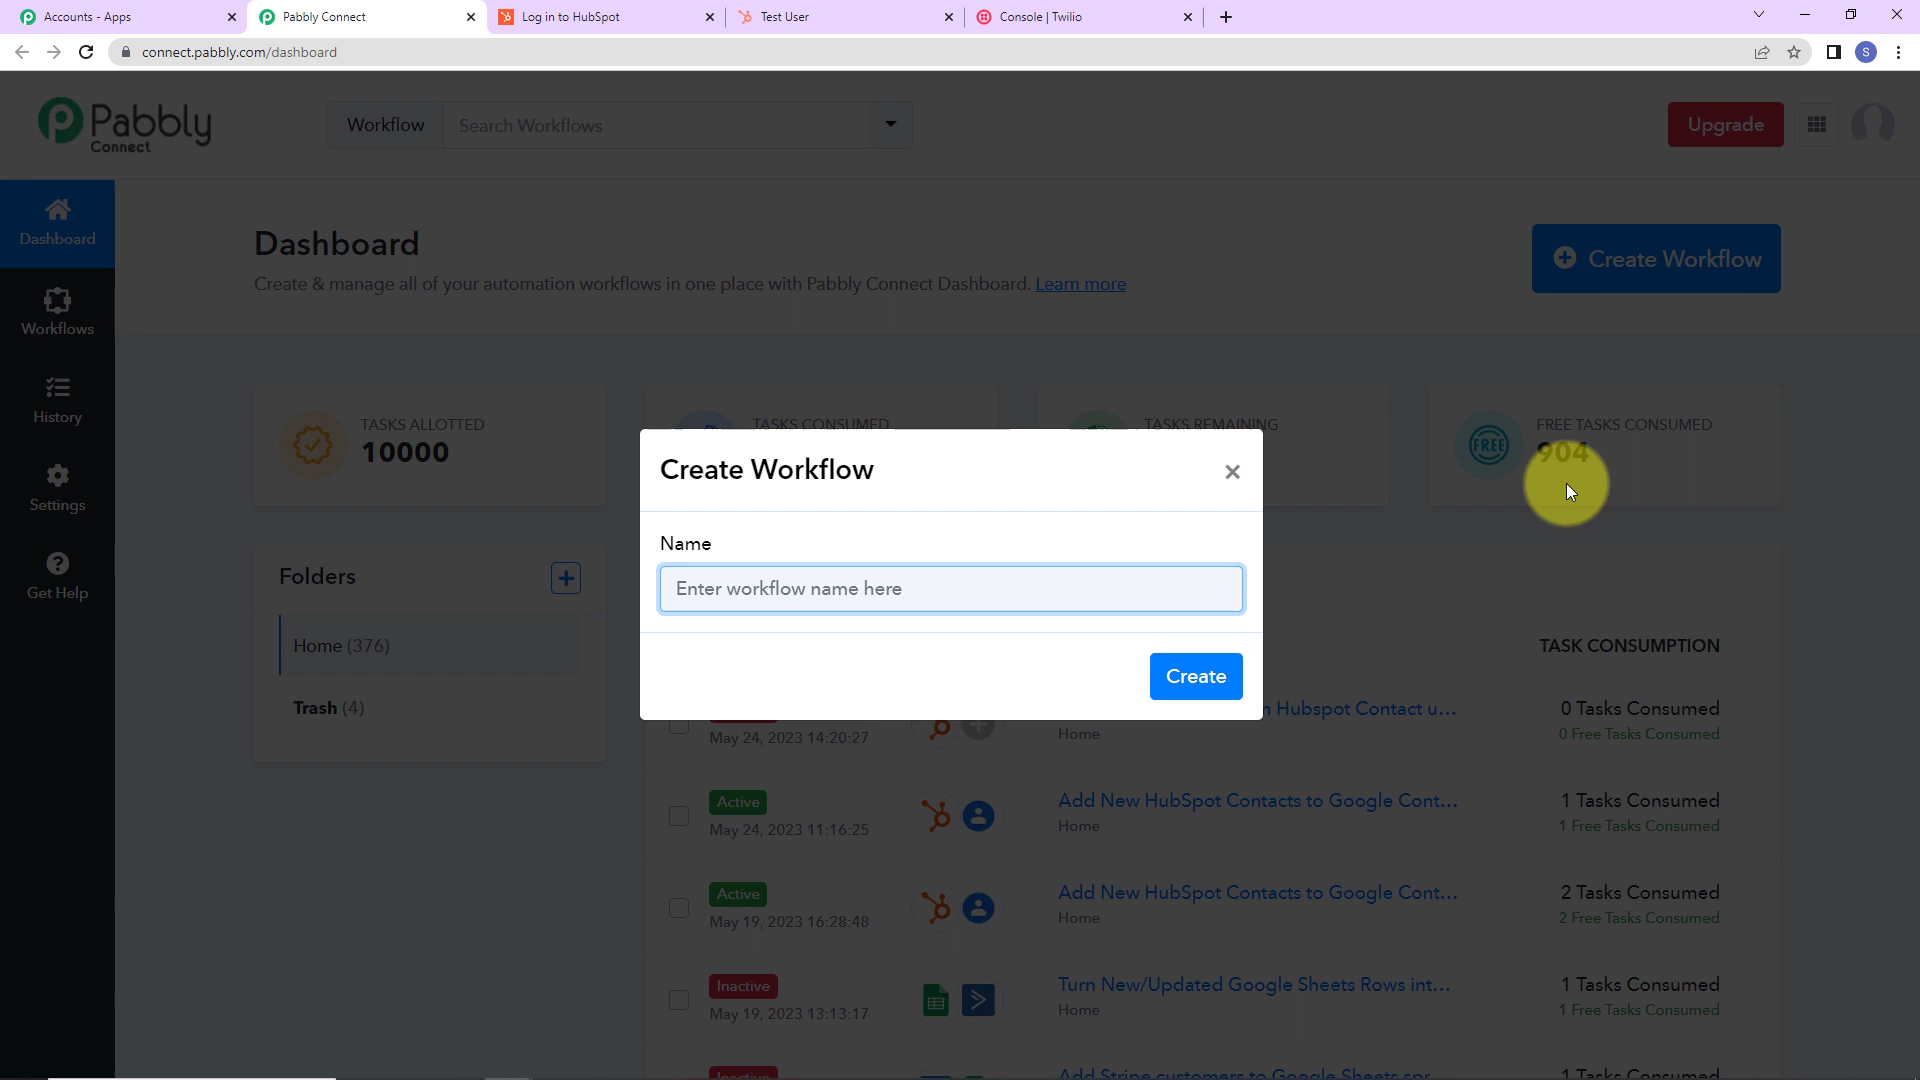 Accounts - Apps
Pabbly Connect
Log in to HubSpot
Test User
Console | Twilio
connect.pabbly.com/dashboard
S
Pabbly
Connect
Workflow
Search Workflows
Upgrade
Dashboard
Workflows
History
Settings
Get Help
Dashboard
Create & manage all of your automation workflows in one place with Pabbly Connect Dashboard. Learn more
Create Workflow
TASKS ALLOTTED
10000
TASKS CONSUMED
TASKS REMAINING
FREE
FREE TASKS CONSUMED
904
Folders
Home (376)
Trash (4)
Create Workflow
Name
Enter workflow name here
Create
TASK CONSUMPTION
May 24, 2023 14:20:27
n Hubspot Contact u...
Home
0 Tasks Consumed
0 Free Tasks Consumed
Active
May 24, 2023 11:16:25
Add New HubSpot Contacts to Google Cont...
Home
1 Tasks Consumed
1 Free Tasks Consumed
Active
May 19, 2023 16:28:48
Add New HubSpot Contacts to Google Cont...
Home
2 Tasks Consumed
2 Free Tasks Consumed
Inactive
May 19, 2023 13:13:17
Turn New/Updated Google Sheets Rows int...
Home
1 Tasks Consumed
1 Free Tasks Consumed
Inactive
Add Stripe customers to Google Sheets spr...
1 Tasks Consumed